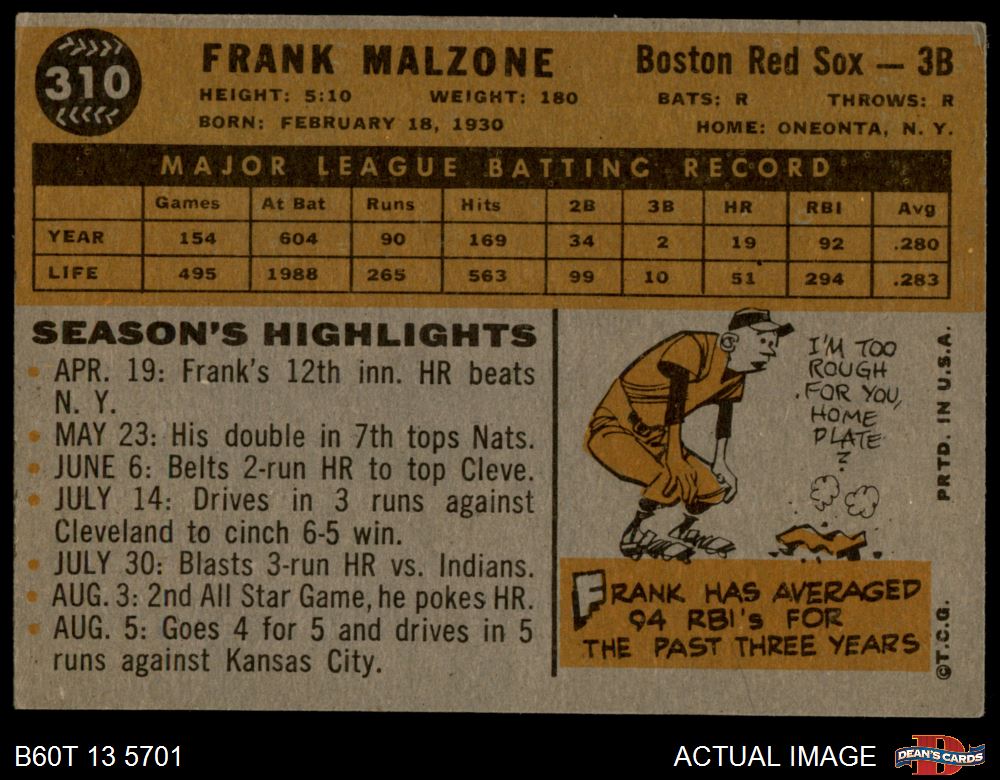 310
FRANK MALZONE
Boston Red Sox — 3B
HEIGHT: 5:10 WEIGHT: 180 BATS: R THROWS: R
BORN: FEBRUARY 18, 1930 HOME: ONEONTA, N. Y.
MAJOR LEAGUE BATTING RECORD
Games At Bat Runs Hits 2B 3B HR RBI Avg
YEAR 154 604 90 169 34 2 19 92 .280
LIFE 495 1988 265 563 99 10 51 294 .283
SEASON'S HIGHLIGHTS
• APR. 19: Frank's 12th inn. HR beats
N. Y.
• MAY 23: His double in 7th tops Nats.
• JUNE 6: Belts 2-run HR to top Cleve.
• JULY 14: Drives in 3 runs against
Cleveland to cinch 6-5 win.
• JULY 30: Blasts 3-run HR vs. Indians.
• AUG. 3: 2nd All Star Game, he pokes HR.
• AUG. 5: Goes 4 for 5 and drives in 5
runs against Kansas City.
I'M TOO
ROUGH
FOR YOU,
HOME
PLATE
?
FRANK HAS AVERAGED
94 RBI's FOR
THE PAST THREE YEARS
PRTD. IN U.S.A.
©T.C.G.
B60T 13 5701
ACTUAL IMAGE
D
DEAN'S CARDS